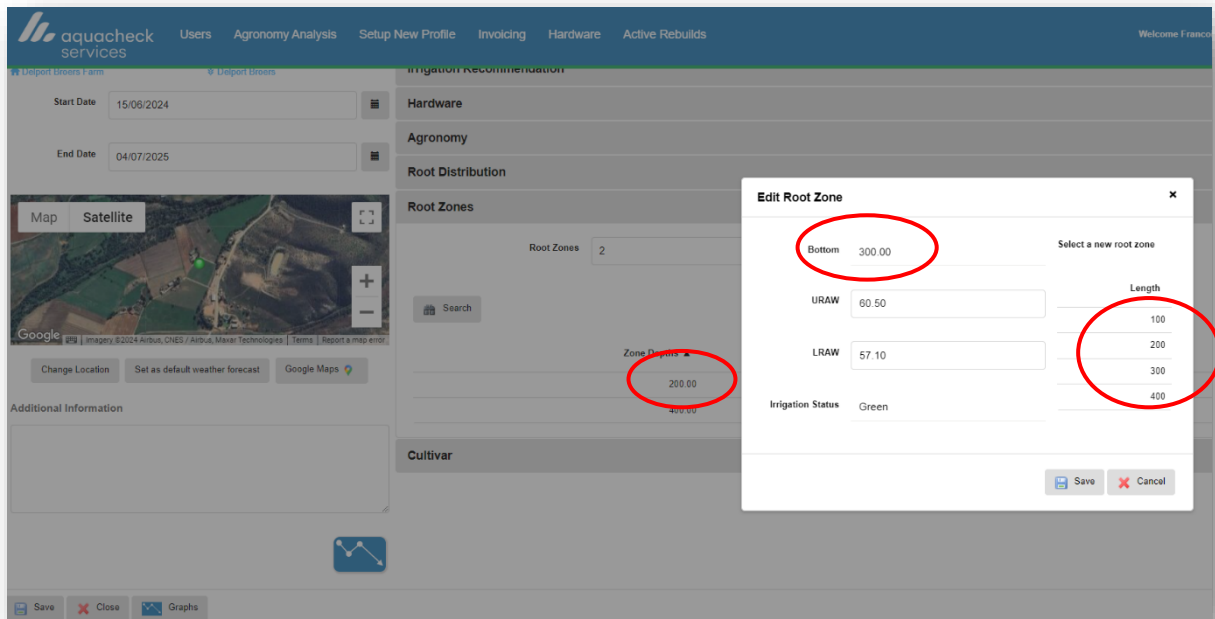 aquacheck
services
Users
Agronomy Analysis
Setup New Profile
Invoicing
Hardware
Active Rebuilds
Welcome Franco
Delport Broers Farm
Delport Broers
Irrigation Recommendation
Start Date
15/06/2024
Hardware
Agronomy
End Date
04/07/2025
Root Distribution
Root Zones
Map
Satellite
Root Zones
2
Search
Google
Imagery ©2024 Airbus, CNES / Airbus, Maxar Technologies
Terms
Report a map error
Zone Depths
200.00
400.00
Change Location
Set as default weather forecast
Google Maps
Additional Information
Cultivar
Edit Root Zone
×
Bottom
300.00
Select a new root zone
Length
URAW
60.50
100
200
LRAW
57.10
300
400
Irrigation Status
Green
Save
Cancel
Save
Close
Graphs